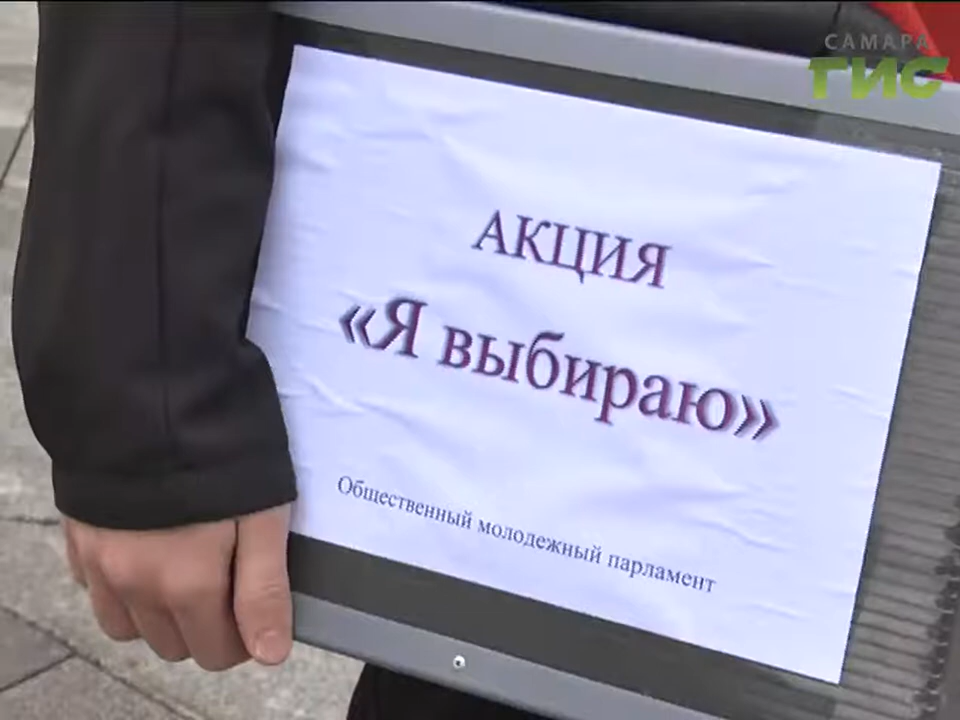 САМАРА
ГИС
АКЦИЯ
«Я выбираю»
Общественный молодежный парламент